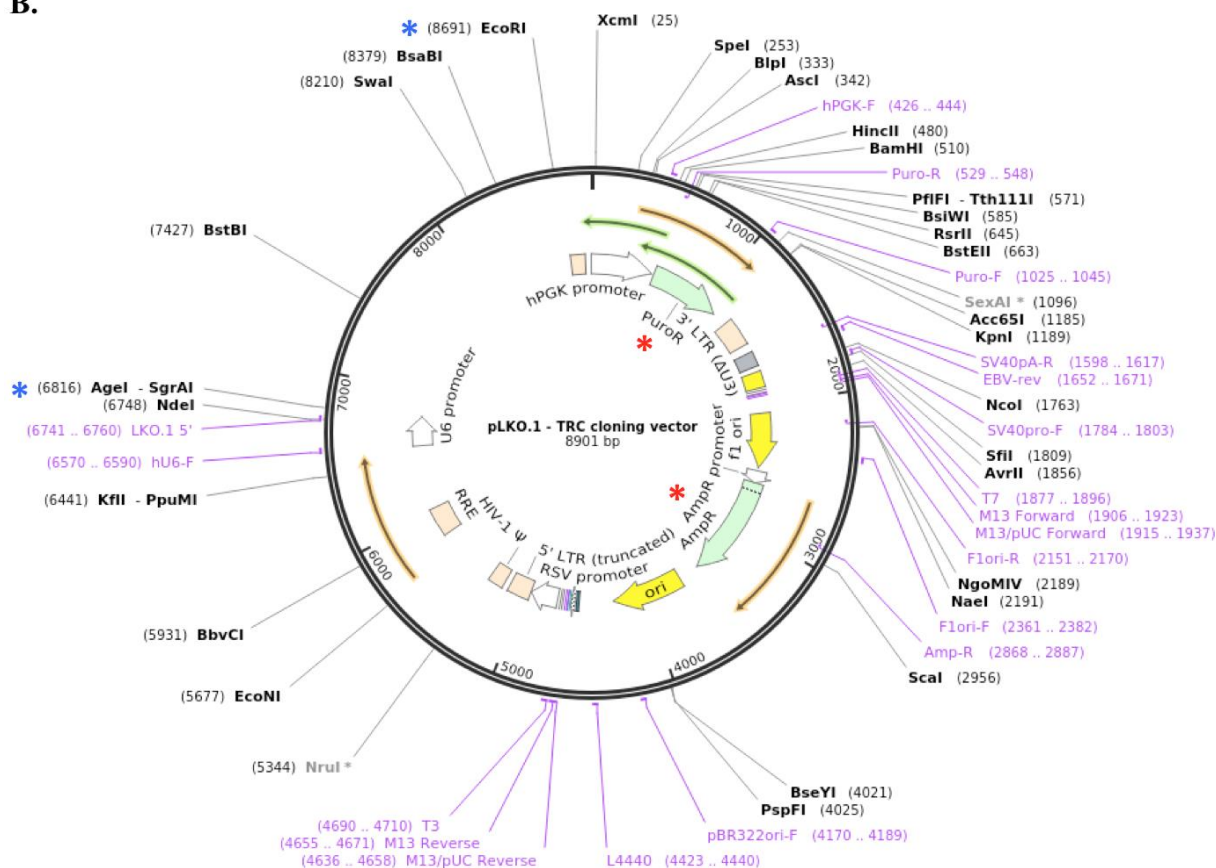 B.
* (8691) EcoRI
(8379) BsaBI
(8210) SwaI
XcmI (25)
SpeI (253)
BlpI (333)
AscI (342)
hPGK-F (426 .. 444)
HincII (480)
BamHI (510)
Puro-R (529 .. 548)
PflFI - Tth111I (571)
BsiWI (585)
RsrII (645)
BstEII (663)
Puro-F (1025 .. 1045)
SexAI * (1096)
Acc65I (1185)
KpnI (1189)
SV40pA-R (1598 .. 1617)
EBV-rev (1652 .. 1671)
NcoI (1763)
SV40pro-F (1784 .. 1803)
SfiI (1809)
AvrII (1856)
T7 (1877 .. 1896)
M13 Forward (1906 .. 1923)
M13/pUC Forward (1915 .. 1937)
F1ori-R (2151 .. 2170)
NgoMIV (2189)
NaeI (2191)
F1ori-F (2361 .. 2382)
Amp-R (2868 .. 2887)
ScaI (2956)
BseYI (4021)
PspFI (4025)
pBR322ori-F (4170 .. 4189)
L4440 (4423 .. 4440)
(4636 .. 4658) M13/pUC Reverse
(4655 .. 4671) M13 Reverse
(4690 .. 4710) T3
(5344) NruI *
(5677) EcoNI
(5931) BbvCI
(6441) KflI - PpuMI
(6570 .. 6590) hU6-F
(6741 .. 6760) LKO.1 5'
(6748) NdeI
* (6816) AgeI - SgrAI
(7427) BstBI
1000
2000
3000
4000
5000
6000
7000
8000
hPGK promoter
PuroR
*
3' LTR (ΔU3)
f1 ori
AmpR promoter
AmpR
*
ori
RSV promoter
5' LTR (truncated)
HIV-1 Ψ
RRE
U6 promoter
pLKO.1 - TRC cloning vector
8901 bp